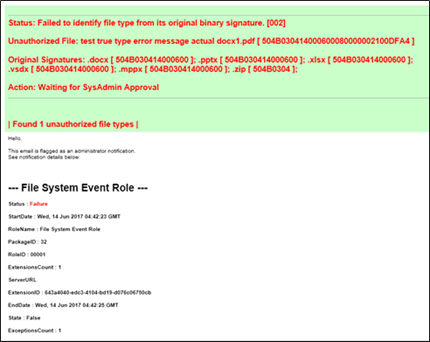 Status: Failed to identify file type from its original binary signature. [002]
Unauthorized File: test true type error message actual docx1.pdf [ 504B030414000600080000002100DFA4 ]
Original Signatures: .docx [ 504B030414000600 ]; .pptx [ 504B030414000600 ]; .xlsx [ 504B030414000600 ];
.vsdx [ 504B030414000600 ]; .mppx [ 504B030414000600 ]; .zip [ 504B0304 ];
Action: Waiting for SysAdmin Approval
| Found 1 unauthorized file types |
Hello,
This email is flagged as an administrator notification.
See notification details below
--- File System Event Role ---
Status : Failure
StartDate : Wed, 14 Jun 2017 04:42:23 GMT
RoleName : File System Event Role
PackageID : 32
RoleID : 00001
ExtensionsCount : 1
ServerURL
ExtensionID : 643a4040-edc3-4104-bd19-d076c06750cb
EndDate : Wed, 14 Jun 2017 04:42:25 GMT
State : False
ExceptionsCount : 1